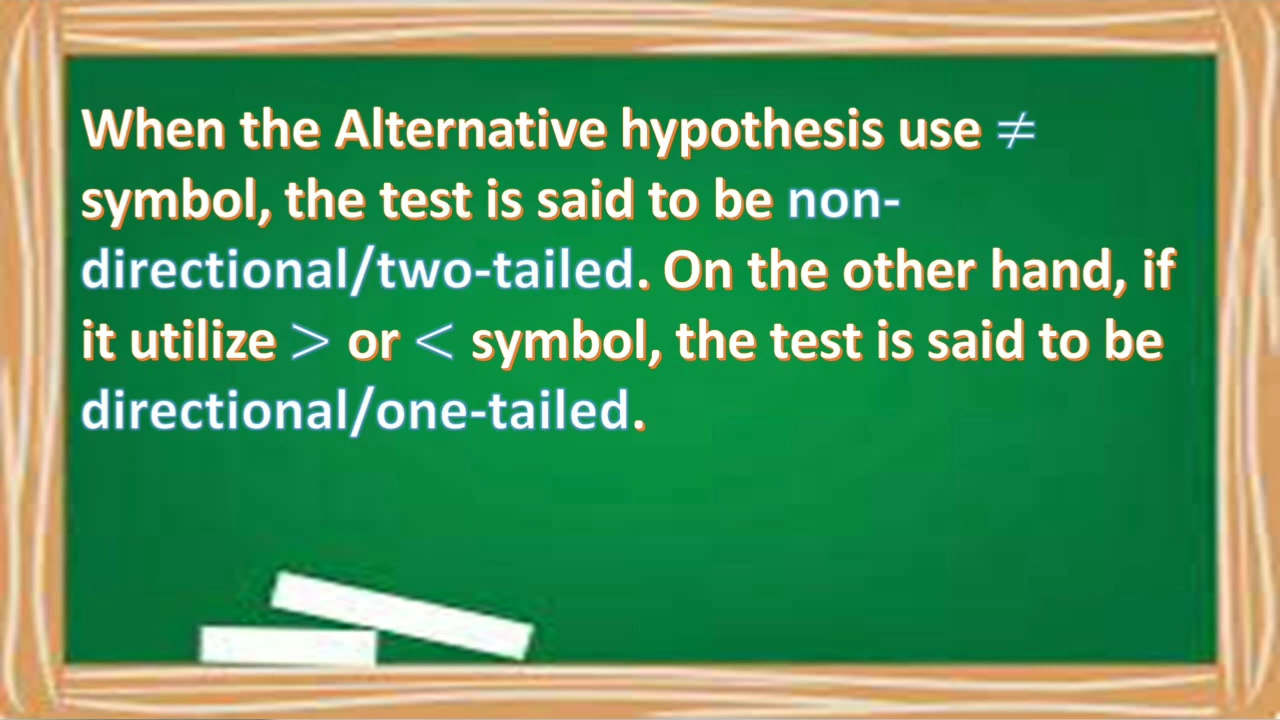 When the Alternative hypothesis use ≠
symbol, the test is said to be non-
directional/two-tailed. On the other hand, if
it utilize > or < symbol, the test is said to be
directional/one-tailed.